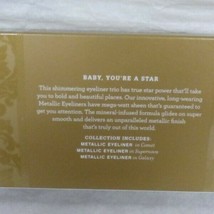 BABY, YOU'RE A STAR
This shimmering eyeliner trio has true star power that'll take
you to bold and beautiful places. Our innovative, long-wearing
Metallic Eyeliners have mega-watt sheen that's guaranteed to
get you attention. The mineral-infused formula glides on super
smooth and delivers an unparalleled metallic finish
that's truly out of this world.
COLLECTION INCLUDES:
METALLIC EYELINER in Comet
METALLIC EYELINER in Supernova
METALLIC EYELINER in Galaxy